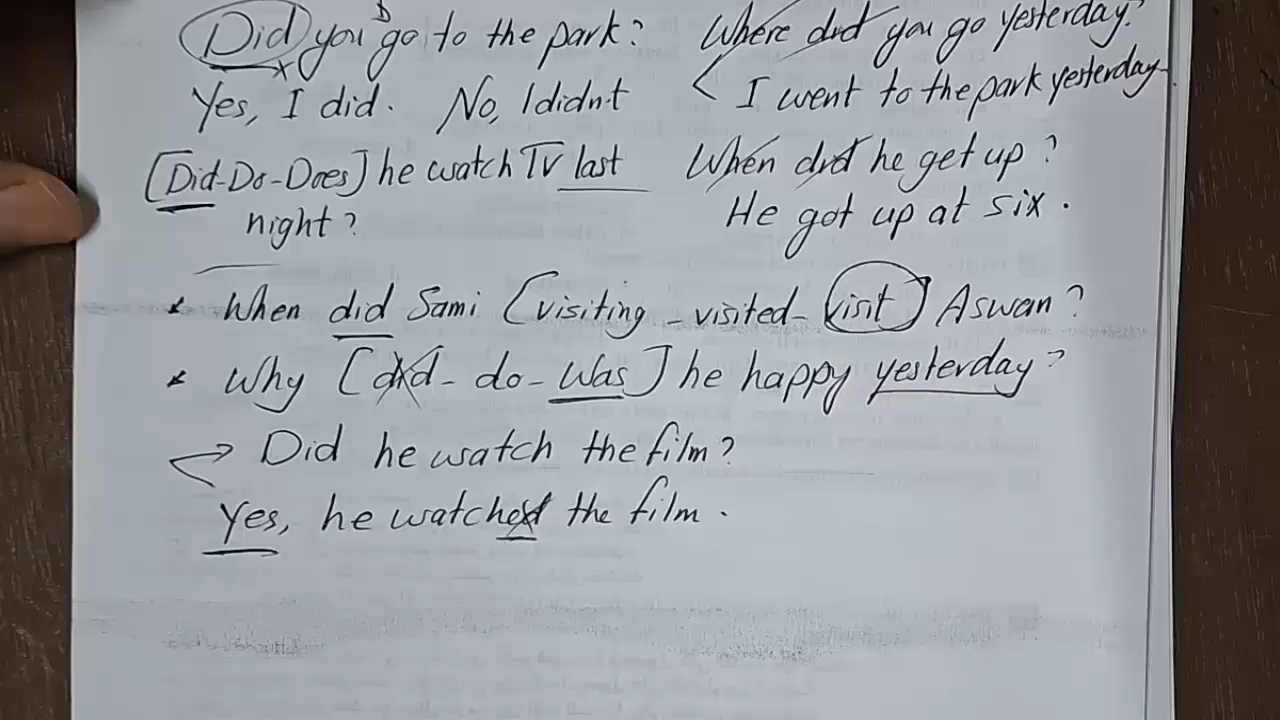 Did you go to the park?
Yes, I did. No, I didn't
[Did-Do-Does] he watch TV last
night?
Where did you go yesterday?
I went to the park yesterday
When did he get up?
He got up at six.
* When did Sami [visiting - visited - visit] Aswan?
* Why [did - do - was] he happy yesterday?
Did he watch the film?
Yes, he watched the film.